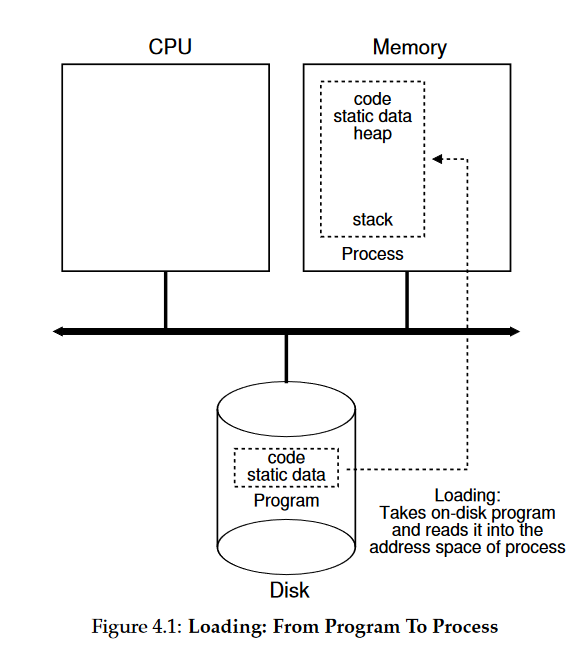 CPU
Memory
code
static data
heap
stack
Process
code
static data
Program
Loading:
Takes on-disk program
and reads it into the
address space of process
Disk
Figure 4.1: Loading: From Program To Process